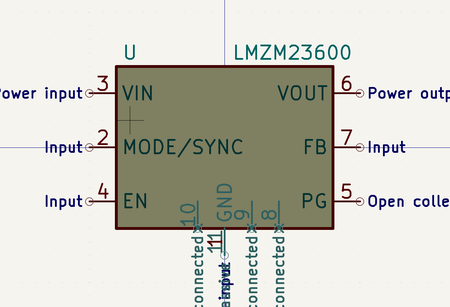 U LMZM23600
Power input 3 VIN VOUT 6 Power outp
Input 2 MODE/SYNC FB 7 Input
Input 4 EN PG 5 Open colle
10 GND 9 8
11
connected input connected connected